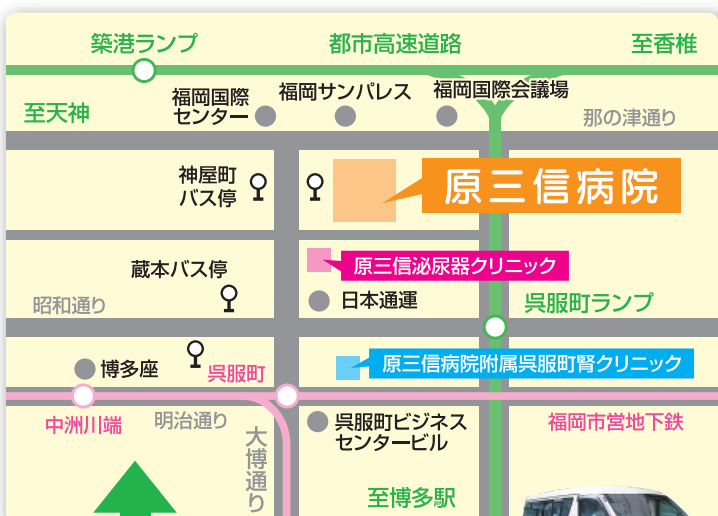 築港ランプ
都市高速道路
至香椎
福岡国際
センター
福岡サンパレス
福岡国際会議場
至天神
那の津通り
神屋町
バス停
原三信病院
蔵本バス停
原三信泌尿器クリニック
日本通運
昭和通り
呉服町ランプ
博多座
呉服町
原三信病院附属呉服町腎クリニック
中洲川端
明治通り
大博通り
呉服町ビジネス
センタービル
福岡市営地下鉄
至博多駅